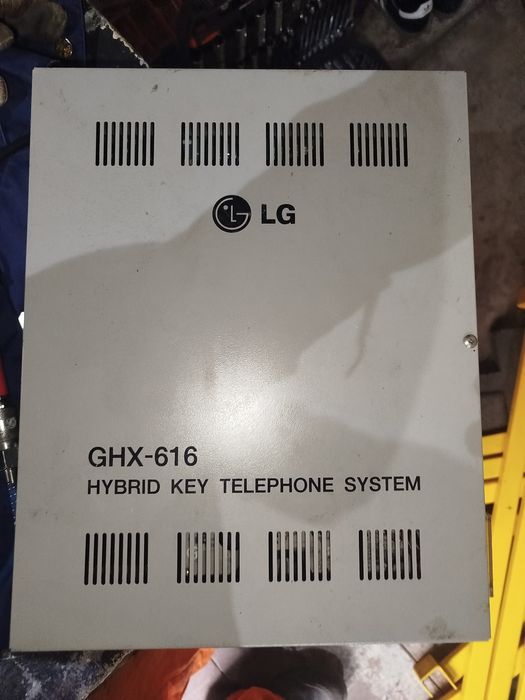 LG
GHX-616
HYBRID KEY TELEPHONE SYSTEM